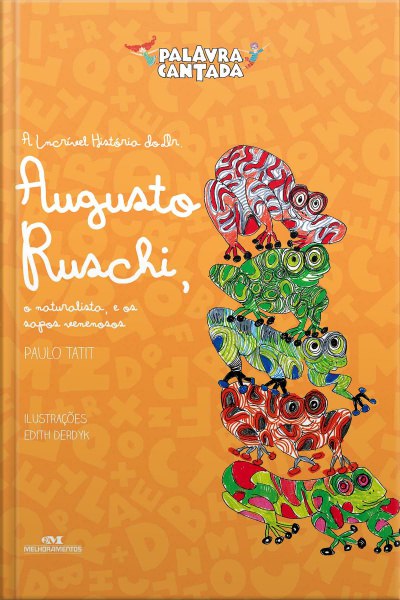 PALAVRA
CANTADA
A Incrível História do Dr.
Augusto
Ruschi,
o naturalista, e os
sapos venenosos
PAULO TATIT
ILUSTRAÇÕES
EDITH DERDYK
MELHORAMENTOS